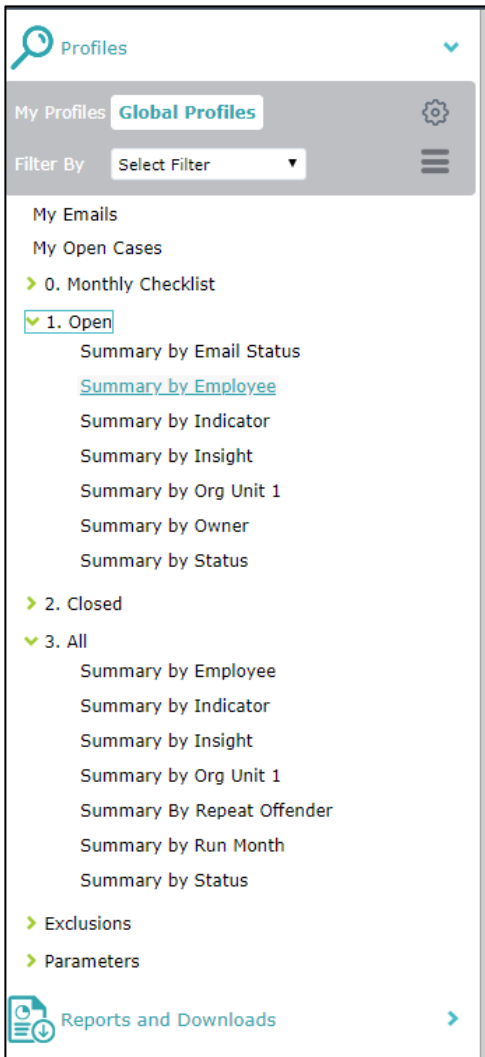 Profiles
My Profiles Global Profiles
Filter By Select Filter
My Emails
My Open Cases
0. Monthly Checklist
1. Open
Summary by Email Status
Summary by Employee
Summary by Indicator
Summary by Insight
Summary by Org Unit 1
Summary by Owner
Summary by Status
2. Closed
3. All
Summary by Employee
Summary by Indicator
Summary by Insight
Summary by Org Unit 1
Summary By Repeat Offender
Summary by Run Month
Summary by Status
Exclusions
Parameters
Reports and Downloads